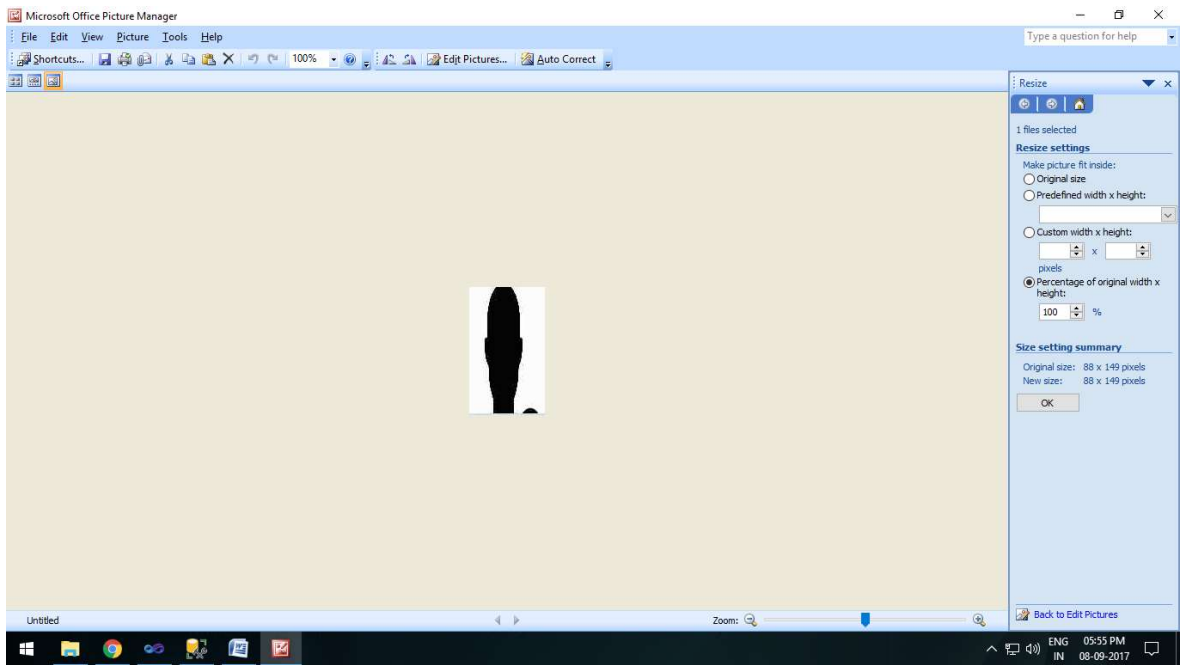 Microsoft Office Picture Manager
File Edit View Picture Tools Help
Type a question for help
Shortcuts... 100% Edit Pictures... Auto Correct
Resize
1 files selected
Resize settings
Make picture fit inside:
Original size
Predefined width x height:
Custom width x height:
x
pixels
Percentage of original width x
height:
100 %
Size setting summary
Original size: 88 x 149 pixels
New size: 88 x 149 pixels
OK
Back to Edit Pictures
Untitled
Zoom:
ENG 05:55 PM
IN 08-09-2017